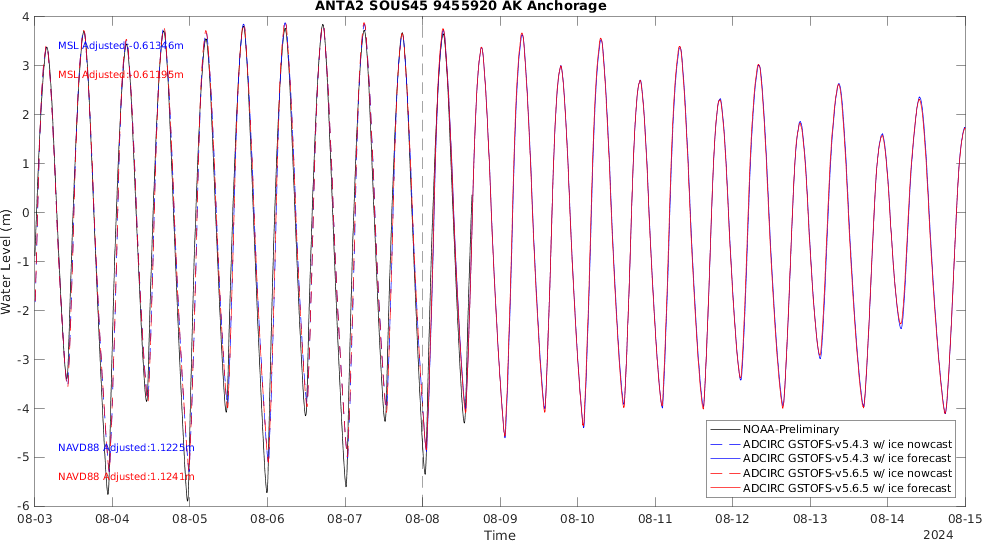 ANTA2 SOUS45 9455920 AK Anchorage
4
3
2
1
0
-1
-2
-3
-4
-5
-6
Water Level (m)
MSL Adjusted:-0.61346m
MSL Adjusted:-0.61195m
NAVD88 Adjusted:1.1225m
NAVD88 Adjusted:1.1241m
NOAA-Preliminary
ADCIRC GSTOFS-v5.4.3 w/ ice nowcast
ADCIRC GSTOFS-v5.4.3 w/ ice forecast
ADCIRC GSTOFS-v5.6.5 w/ ice nowcast
ADCIRC GSTOFS-v5.6.5 w/ ice forecast
08-03 08-04 08-05 08-06 08-07 08-08 08-09 08-10 08-11 08-12 08-13 08-14 08-15
Time
2024